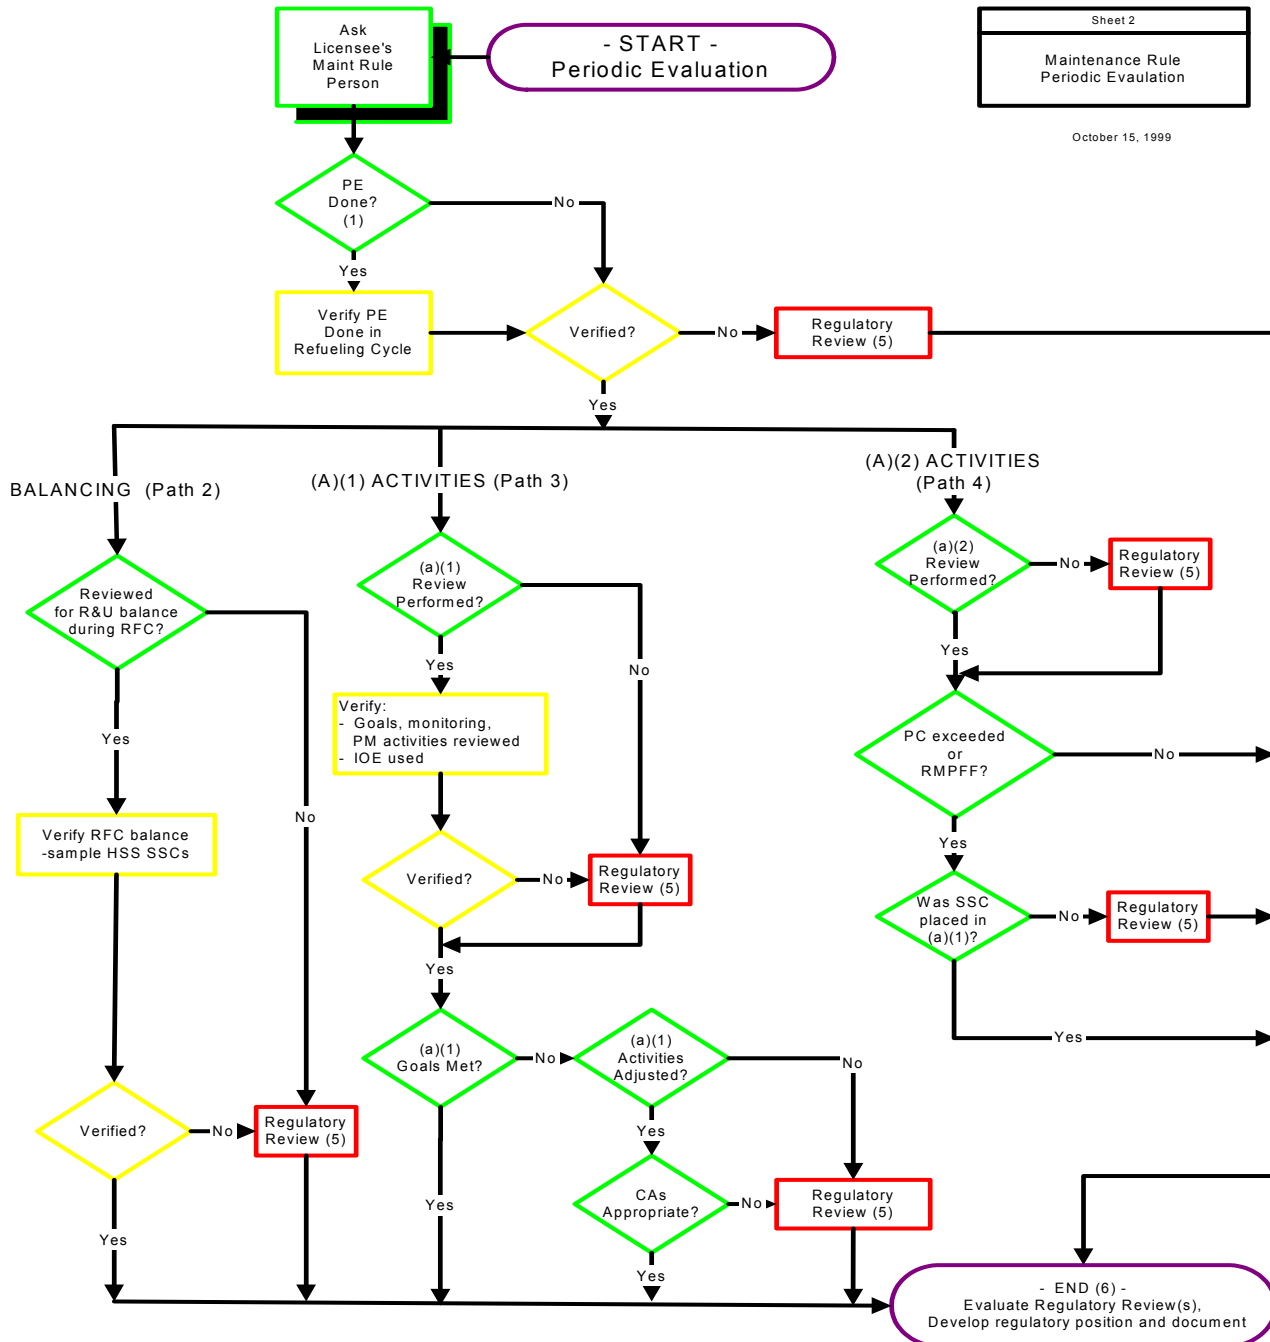 Ask
Licensee's
Maint Rule
Person
- START -
Periodic Evaluation
Sheet 2
Maintenance Rule
Periodic Evaulation
October 15, 1999
PE
Done?
(1)
No
Yes
Verify PE
Done in
Refueling Cycle
Verified?
No
Regulatory
Review (5)
Yes
BALANCING (Path 2)
(A)(1) ACTIVITIES (Path 3)
(A)(2) ACTIVITIES
(Path 4)
Reviewed
for R&U balance
during RFC?
Yes
No
Verify RFC balance
-sample HSS SSCs
Verified?
No
Regulatory
Review (5)
Yes
(a)(1)
Review
Performed?
Yes
No
Verify:
- Goals, monitoring,
PM activities reviewed
- IOE used
Verified?
No
Regulatory
Review (5)
Yes
(a)(1)
Goals Met?
No
(a)(1)
Activities
Adjusted?
No
Yes
Yes
CAs
Appropriate?
No
Regulatory
Review (5)
Yes
(a)(2)
Review
Performed?
No
Regulatory
Review (5)
Yes
PC exceeded
or
RMPFF?
No
Yes
Was SSC
placed in
(a)(1)?
No
Regulatory
Review (5)
Yes
- END (6) -
Evaluate Regulatory Review(s),
Develop regulatory position and document